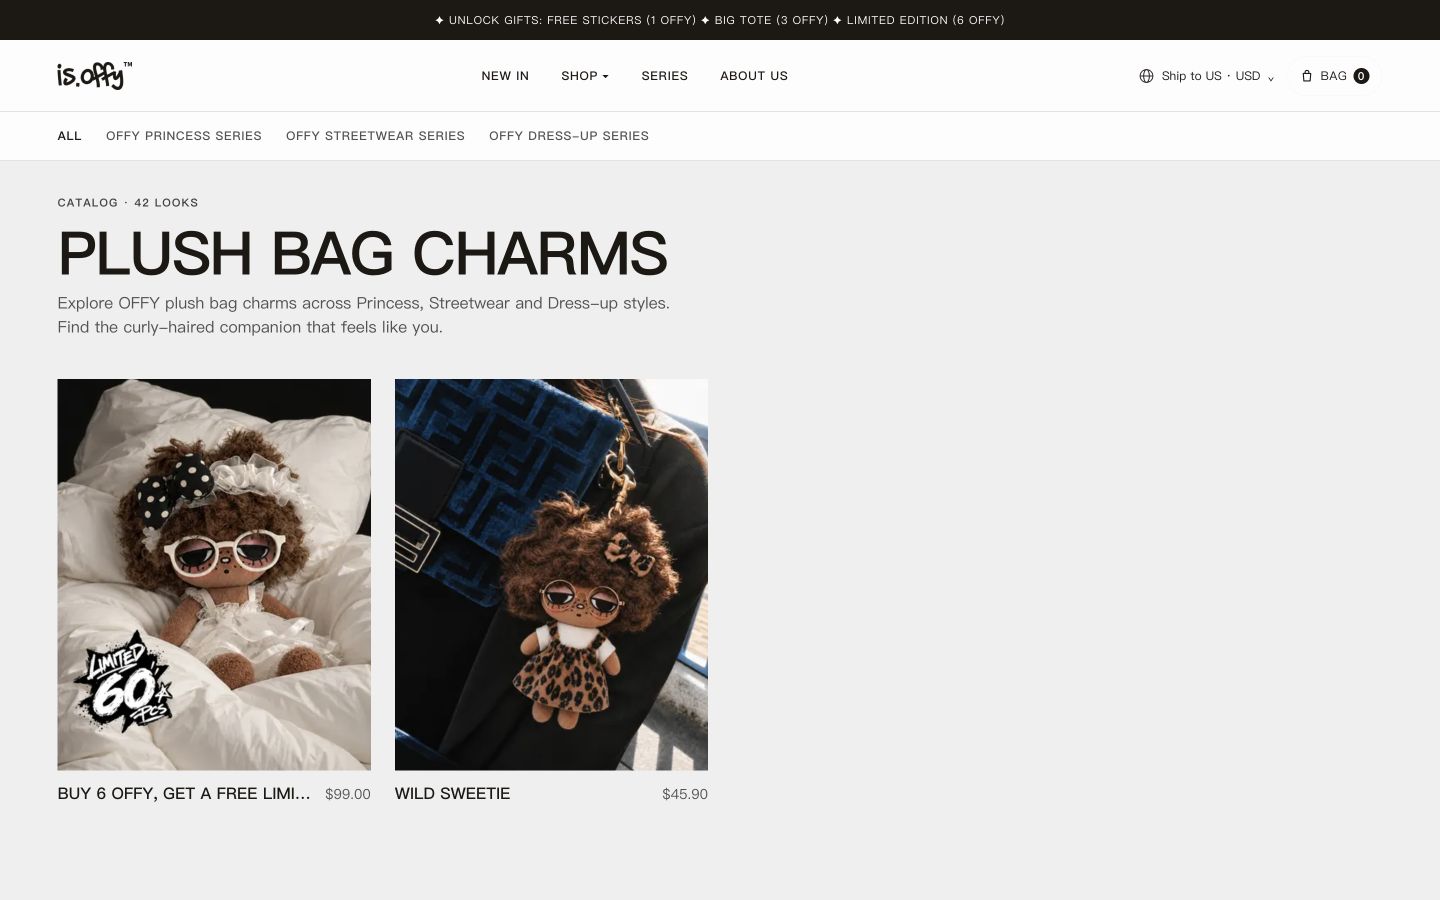 ✦ UNLOCK GIFTS: FREE STICKERS (1 OFFY) ✦ BIG TOTE (3 OFFY) ✦ LIMITED EDITION (6 OFFY)
is.offy™
NEW IN
SHOP
SERIES
ABOUT US
Ship to US · USD
BAG 0
ALL
OFFY PRINCESS SERIES
OFFY STREETWEAR SERIES
OFFY DRESS-UP SERIES
CATALOG · 42 LOOKS
PLUSH BAG CHARMS
Explore OFFY plush bag charms across Princess, Streetwear and Dress-up styles.
Find the curly-haired companion that feels like you.
LIMITED
60
PCS
BUY 6 OFFY, GET A FREE LIMI... $99.00
WILD SWEETIE $45.90